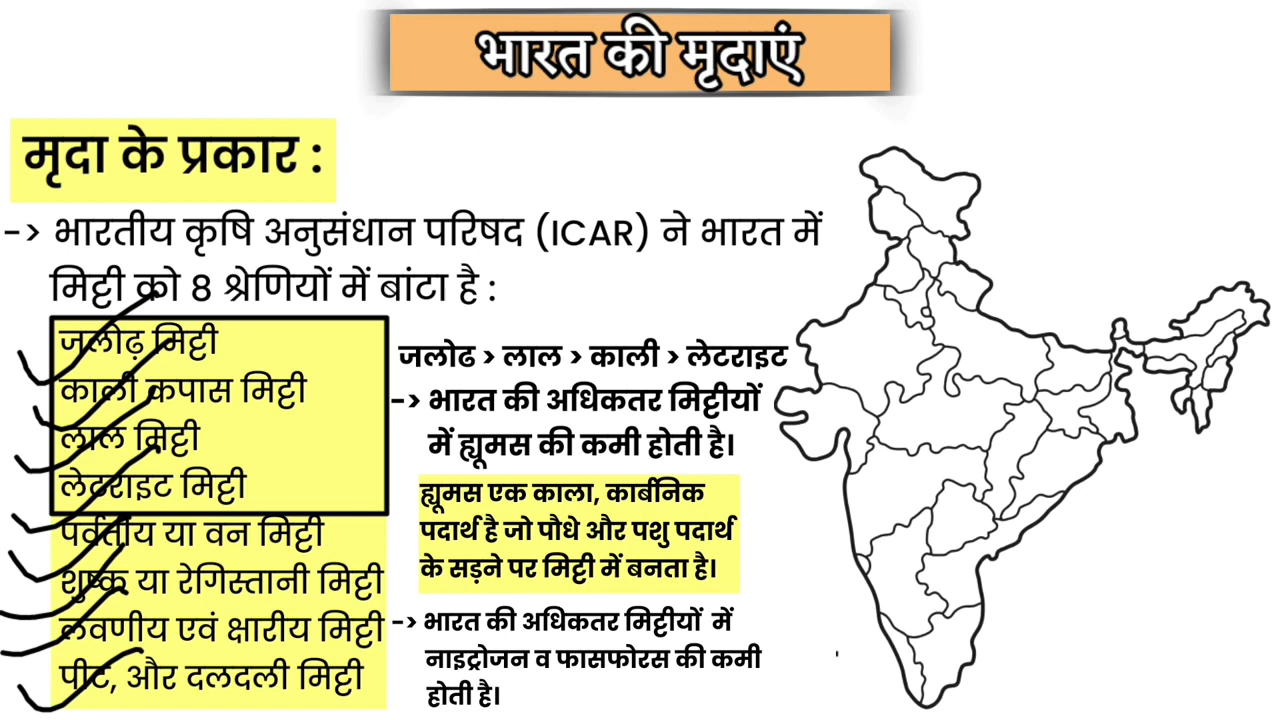 भारत की मृदाएं
मृदा के प्रकार :
-> भारतीय कृषि अनुसंधान परिषद (ICAR) ने भारत में
मिट्टी को 8 श्रेणियों में बांटा है :
जलोढ़ मिट्टी
काली कपास मिट्टी
लाल मिट्टी
लेटराइट मिट्टी
पर्वतीय या वन मिट्टी
शुष्क या रेगिस्तानी मिट्टी
लवणीय एवं क्षारीय मिट्टी
पीट, और दलदली मिट्टी
जलोढ > लाल > काली > लेटराइट
-> भारत की अधिकतर मिट्टीयों
में ह्यूमस की कमी होती है।
ह्यूमस एक काला, कार्बनिक
पदार्थ है जो पौधे और पशु पदार्थ
के सड़ने पर मिट्टी में बनता है।
-> भारत की अधिकतर मिट्टीयों में
नाइट्रोजन व फासफोरस की कमी
होती है।